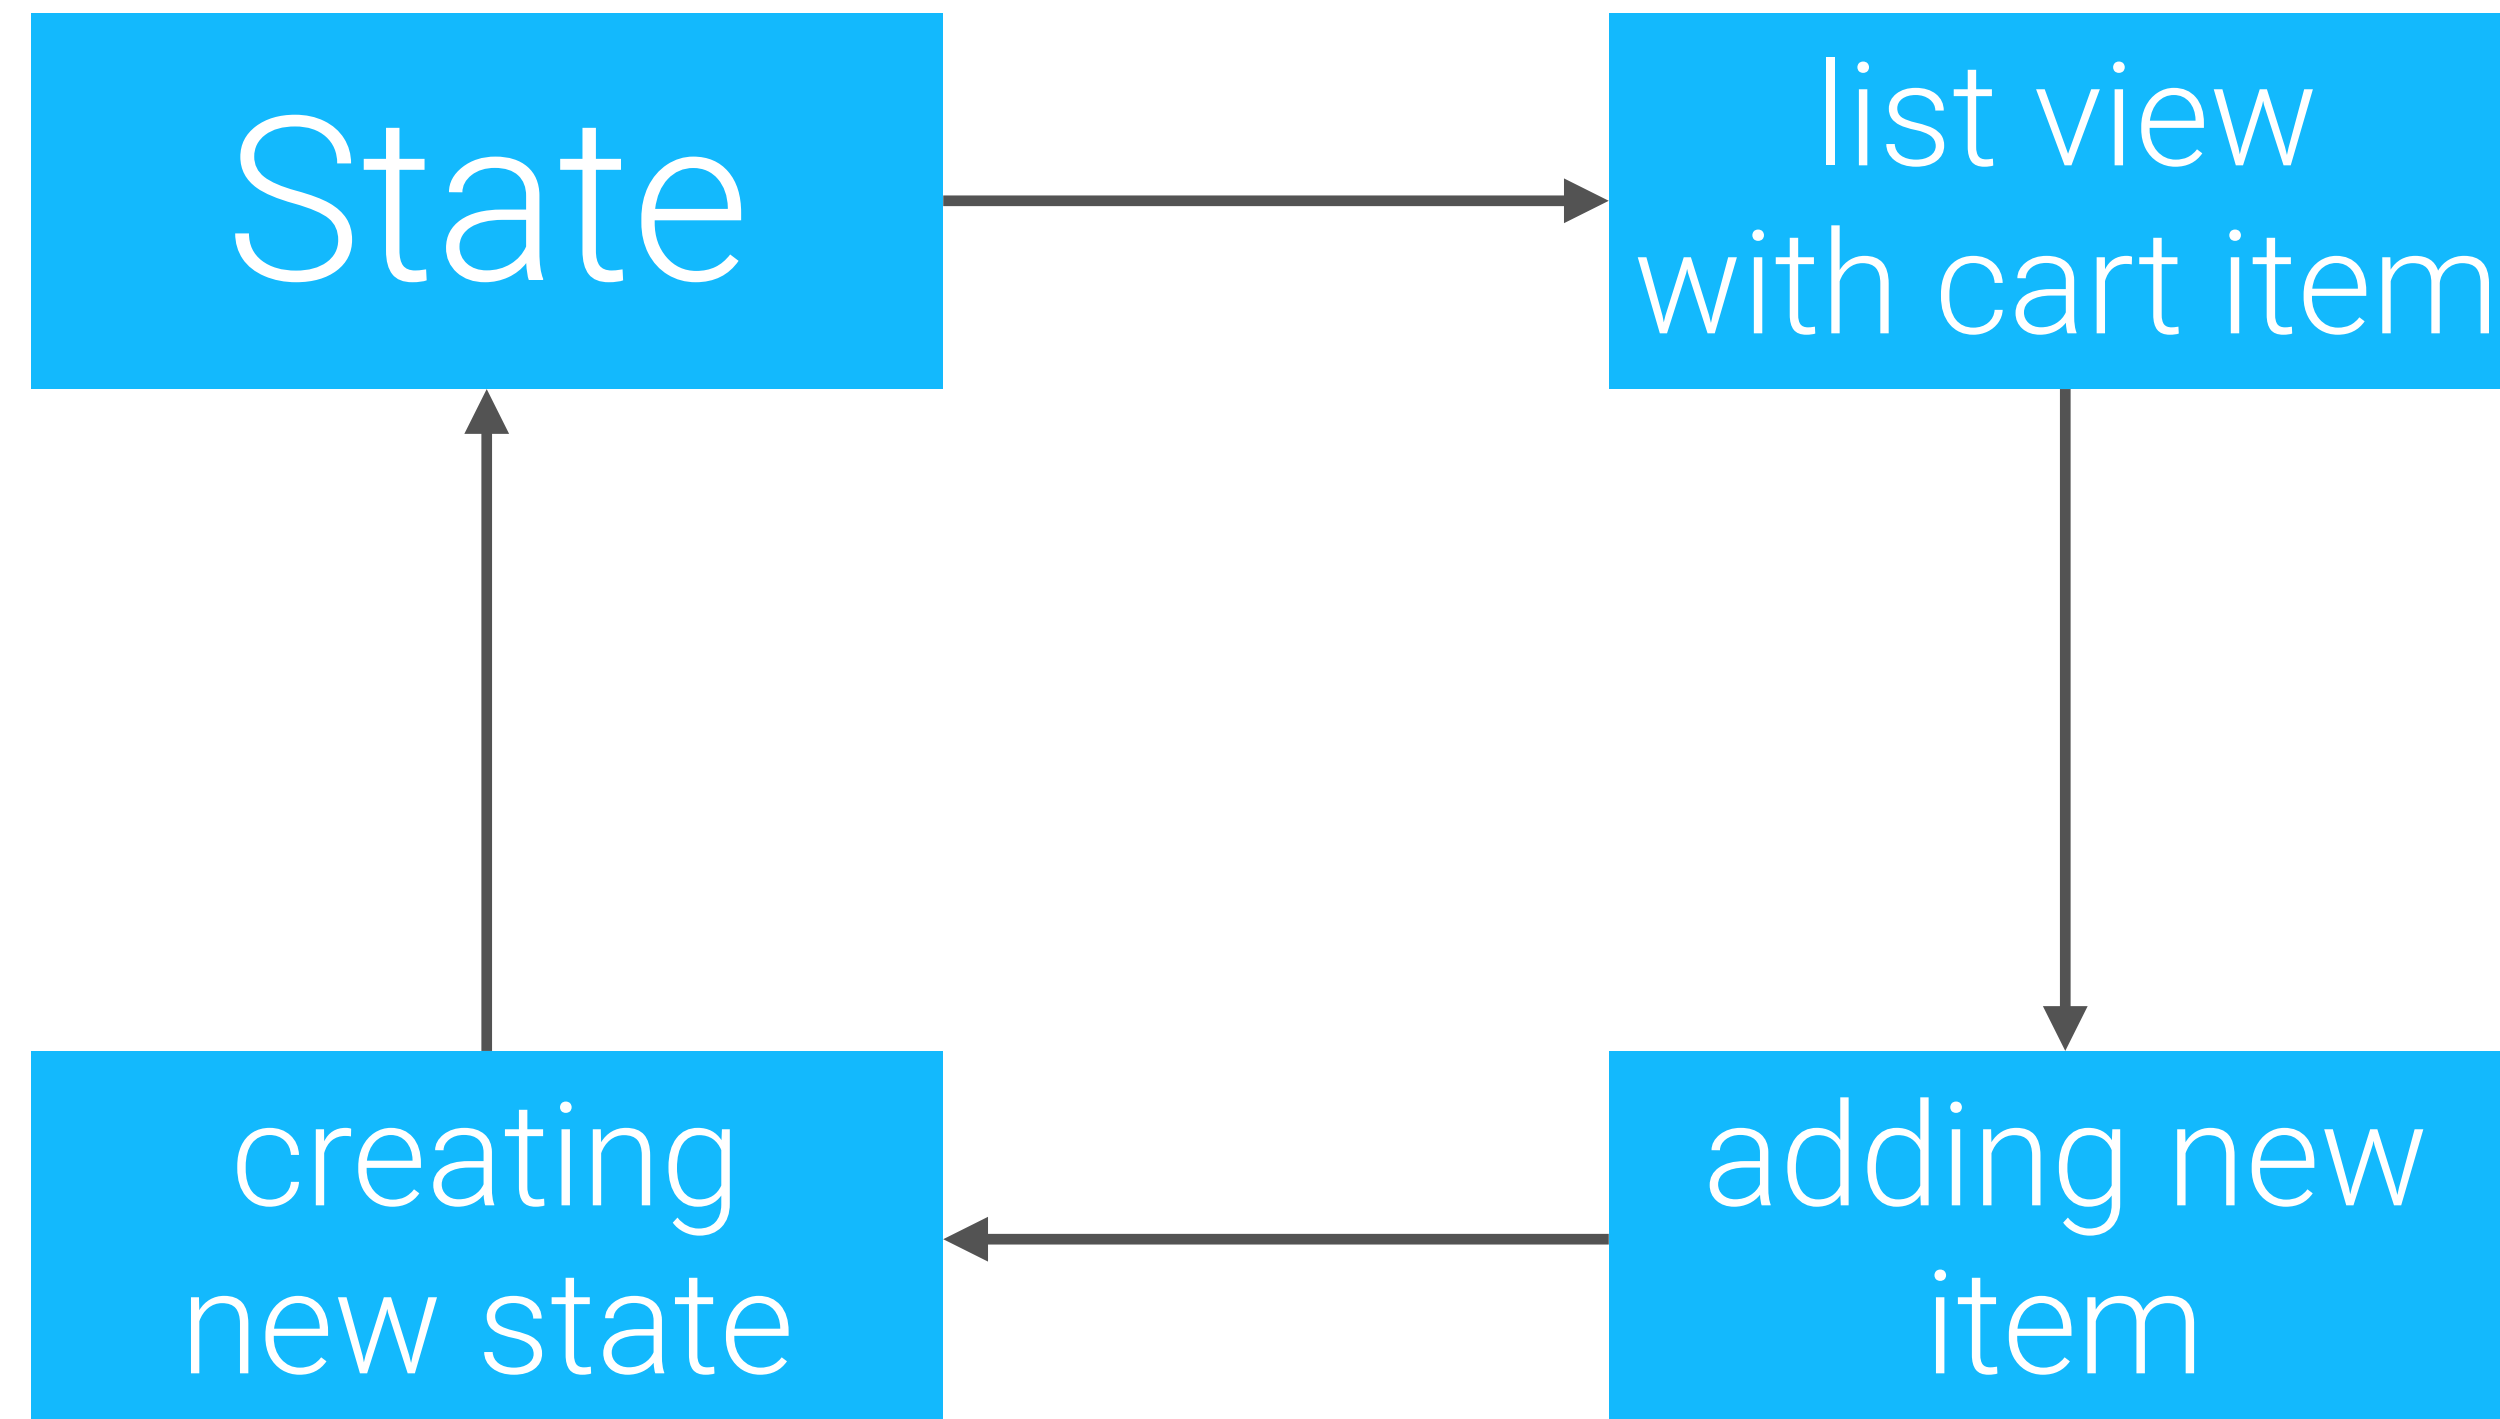 State
list view
with cart item
creating
new state
adding new
item